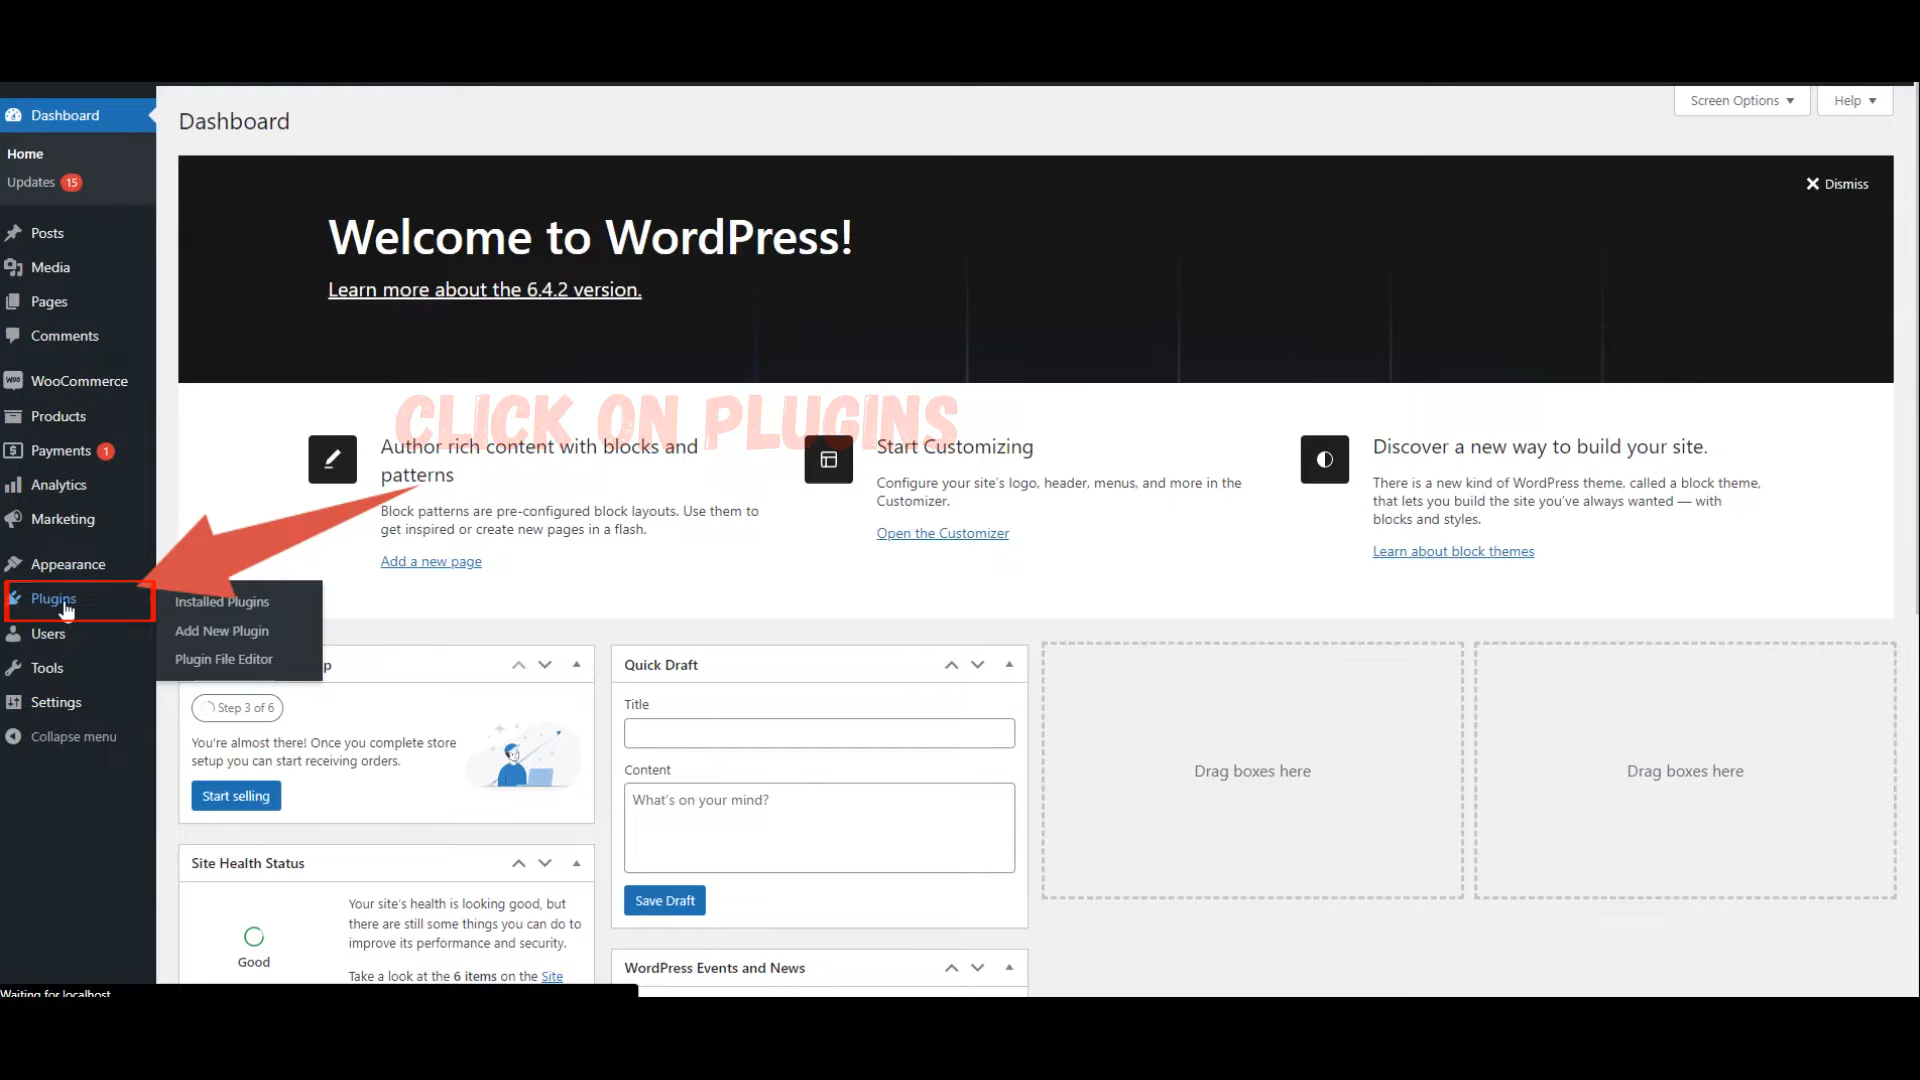 Dashboard
Home
Updates 15
Posts
Media
Pages
Comments
WooCommerce
Products
Payments 1
Analytics
Marketing
Appearance
Plugins
Users
Tools
Settings
Collapse menu
Installed Plugins
Add New Plugin
Plugin File Editor
Dashboard
Screen Options
Help
Dismiss
Welcome to WordPress!
Learn more about the 6.4.2 version.
CLICK ON PLUGINS
Author rich content with blocks and
patterns
Block patterns are pre-configured block layouts. Use them to
get inspired or create new pages in a flash.
Add a new page
Start Customizing
Configure your site's logo, header, menus, and more in the
Customizer.
Open the Customizer
Discover a new way to build your site.
There is a new kind of WordPress theme, called a block theme,
that lets you build the site you've always wanted — with
blocks and styles.
Learn about block themes
Step 3 of 6
You're almost there! Once you complete store
setup you can start receiving orders.
Start selling
Site Health Status
Good
Your site's health is looking good, but
there are still some things you can do to
improve its performance and security.
Take a look at the 6 items on the Site
Quick Draft
Title
Content
What's on your mind?
Save Draft
WordPress Events and News
Drag boxes here
Drag boxes here
Waiting for localhost